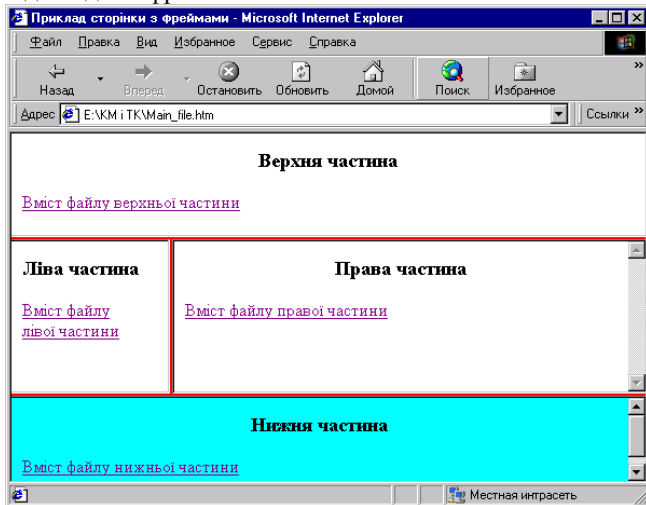 Приклад сторінки з фреймами - Microsoft Internet Explorer
Файл Правка Вид Избранное Сервис Справка
Назад Вперед Остановить Обновить Домой Поиск Избранное »
Адрес E:\KM i TK\Main_file.htm Ссылки »
Верхня частина
Вміст файлу верхньої частини
Ліва частина
Вміст файлу
лівої частини
Права частина
Вміст файлу правої частини
Нижня частина
Вміст файлу нижньої частини
Местная интрасеть